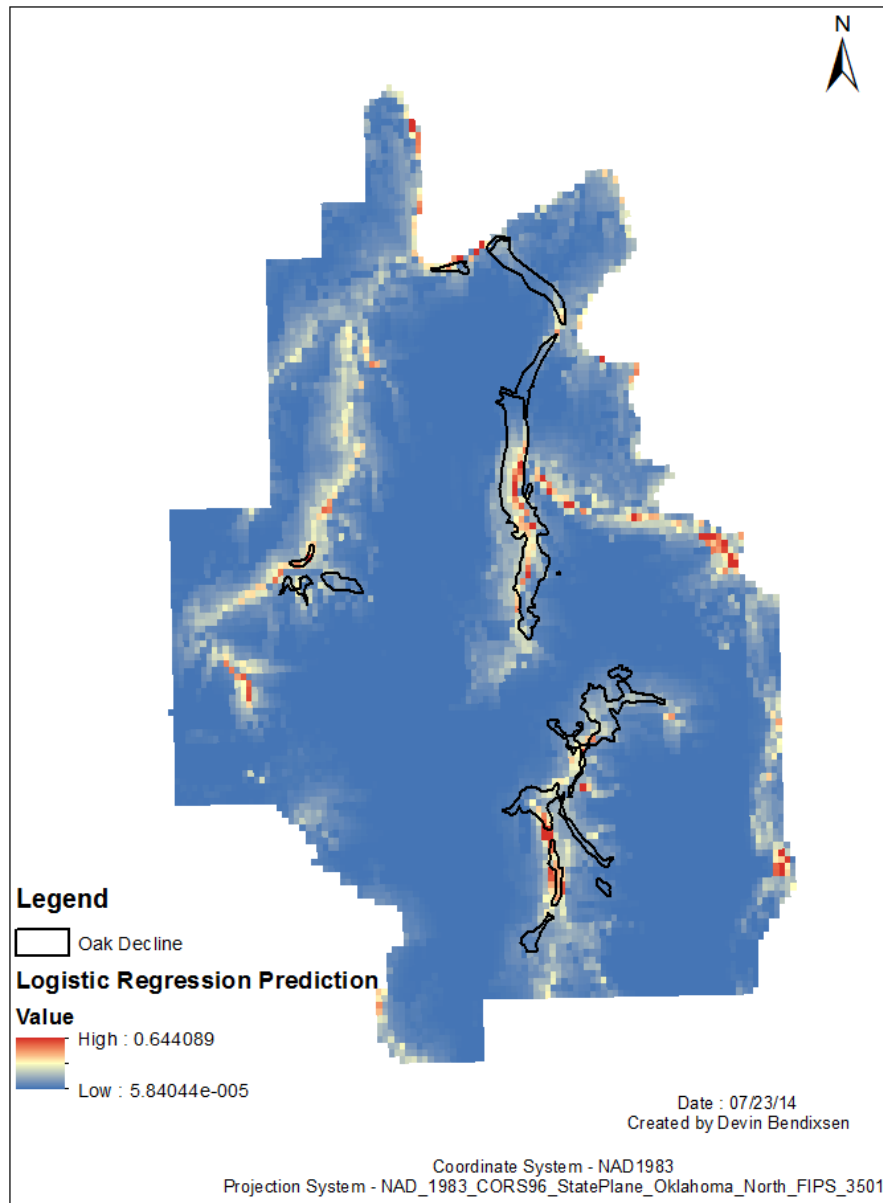 N
Legend
Oak Decline
Logistic Regression Prediction
Value
High : 0.644089
Low : 5.84044e-005
Date : 07/23/14
Created by Devin Bendixsen
Coordinate System - NAD1983
Projection System - NAD_1983_CORS96_StatePlane_Oklahoma_North_FIPS_3501